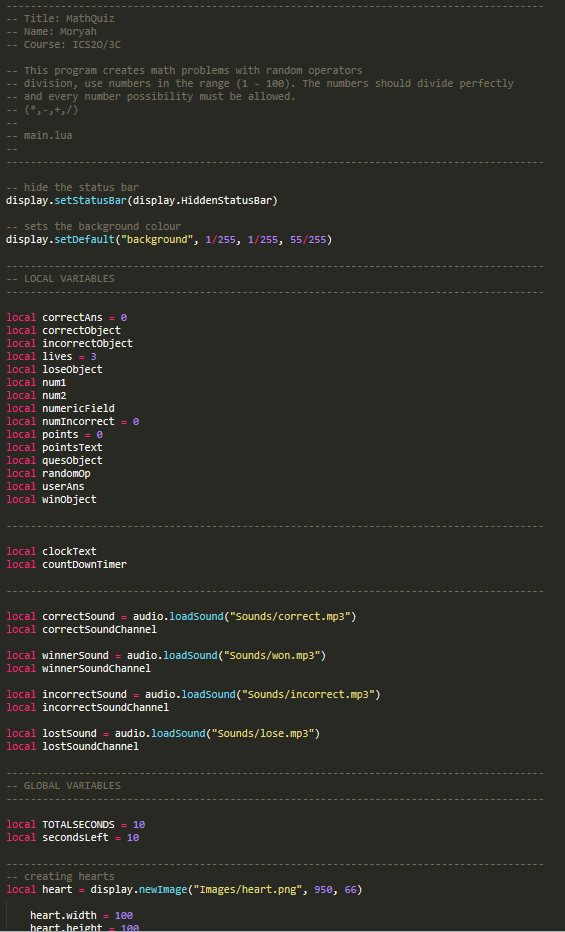 ------------------------------------------------------------------------------------------
-- Title: MathQuiz
-- Name: Moryah
-- Course: ICS2O/3C

-- This program creates math problems with random operators
-- division, use numbers in the range (1 - 100). The numbers should divide perfectly
-- and every number possibility must be allowed.
-- (*,-,+,/)
--
-- main.lua
--
------------------------------------------------------------------------------------------

-- hide the status bar
display.setStatusBar(display.HiddenStatusBar)

-- sets the background colour
display.setDefault("background", 1/255, 1/255, 55/255)

------------------------------------------------------------------------------------------
-- LOCAL VARIABLES
------------------------------------------------------------------------------------------

local correctAns = 0
local correctObject
local incorrectObject
local lives = 3
local loseObject
local num1
local num2
local numericField
local numIncorrect = 0
local points = 0
local pointsText
local quesObject
local randomOp
local userAns
local winObject

------------------------------------------------------------------------------------------

local clockText
local countDownTimer

------------------------------------------------------------------------------------------

local correctSound = audio.loadSound("Sounds/correct.mp3")
local correctSoundChannel

local winnerSound = audio.loadSound("Sounds/won.mp3")
local winnerSoundChannel

local incorrectSound = audio.loadSound("Sounds/incorrect.mp3")
local incorrectSoundChannel

local lostSound = audio.loadSound("Sounds/lose.mp3")
local lostSoundChannel

------------------------------------------------------------------------------------------
-- GLOBAL VARIABLES
------------------------------------------------------------------------------------------

local TOTALSECONDS = 10
local secondsLeft = 10

------------------------------------------------------------------------------------------
-- creating hearts
local heart = display.newImage("Images/heart.png", 950, 66)

    heart.width = 100
    heart.height = 100